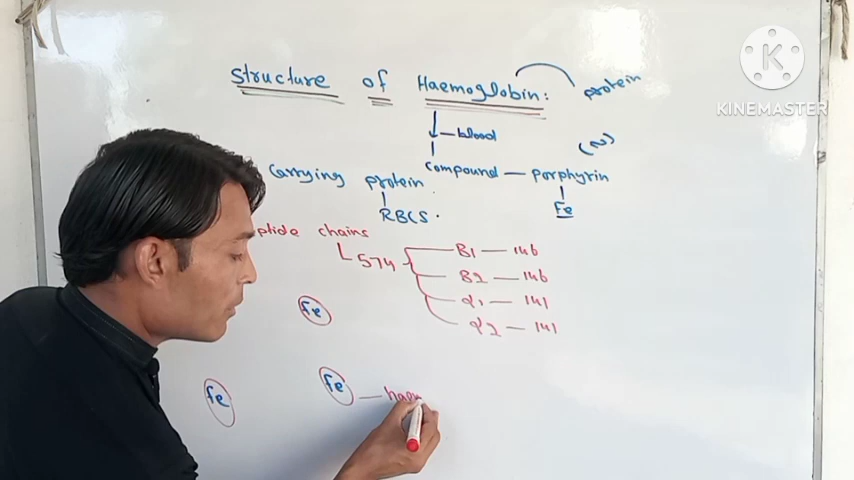 K
KINEMASTER
Structure of Haemoglobin: protein
blood
(N)
Carrying protein compound — porphyrin
RBCS.
Fe
ptide chains
574
B1 — 146
B2 — 146
α1 — 141
α2 — 141
fe
fe
fe — haem